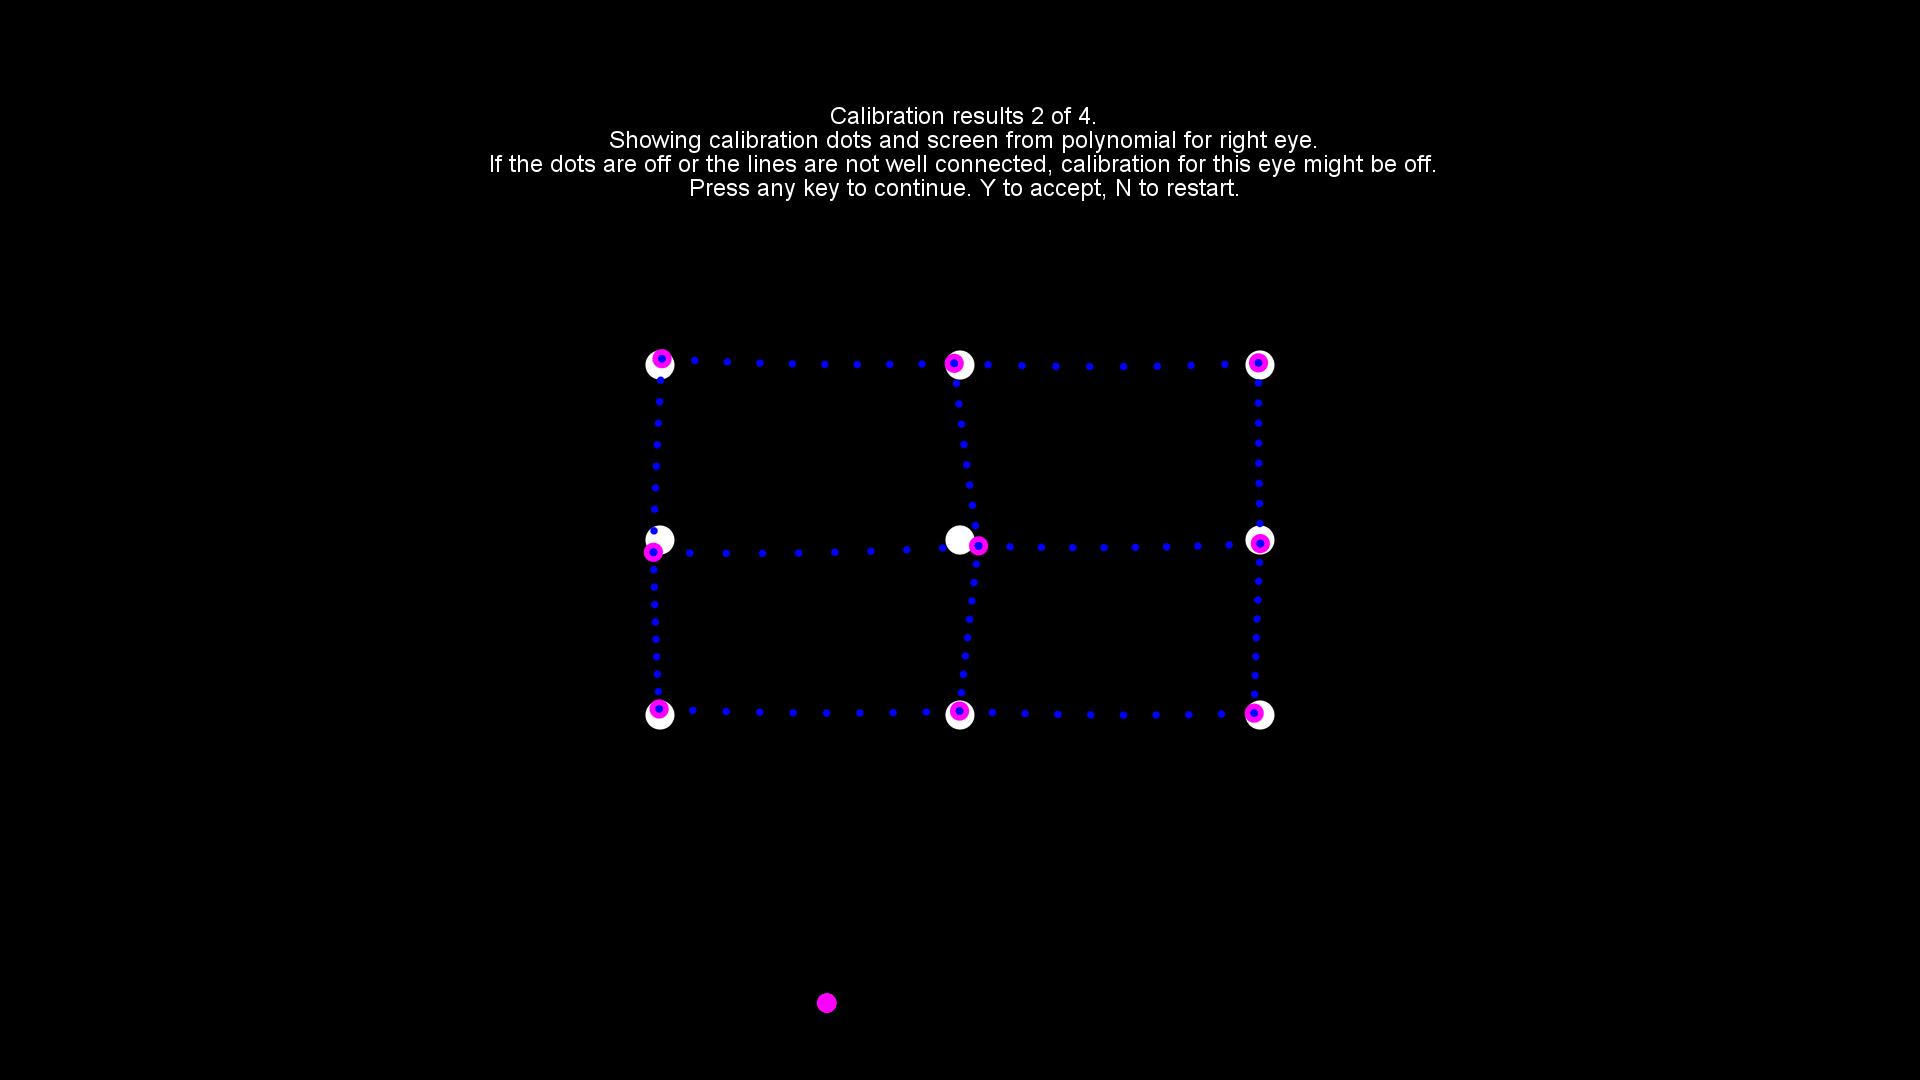 Calibration results 2 of 4.
Showing calibration dots and screen from polynomial for right eye.
If the dots are off or the lines are not well connected, calibration for this eye might be off.
Press any key to continue. Y to accept, N to restart.